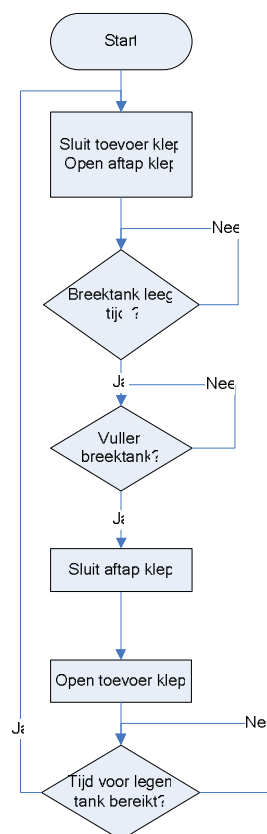 Start
Sluit toevoer klep
Open aftap klep
Nee
Breektank leeg
tijd ?
Ja
Nee
Vuller
breektank?
Ja
Sluit aftap klep
Open toevoer klep
Nee
Ja
Tijd voor legen
tank bereikt?